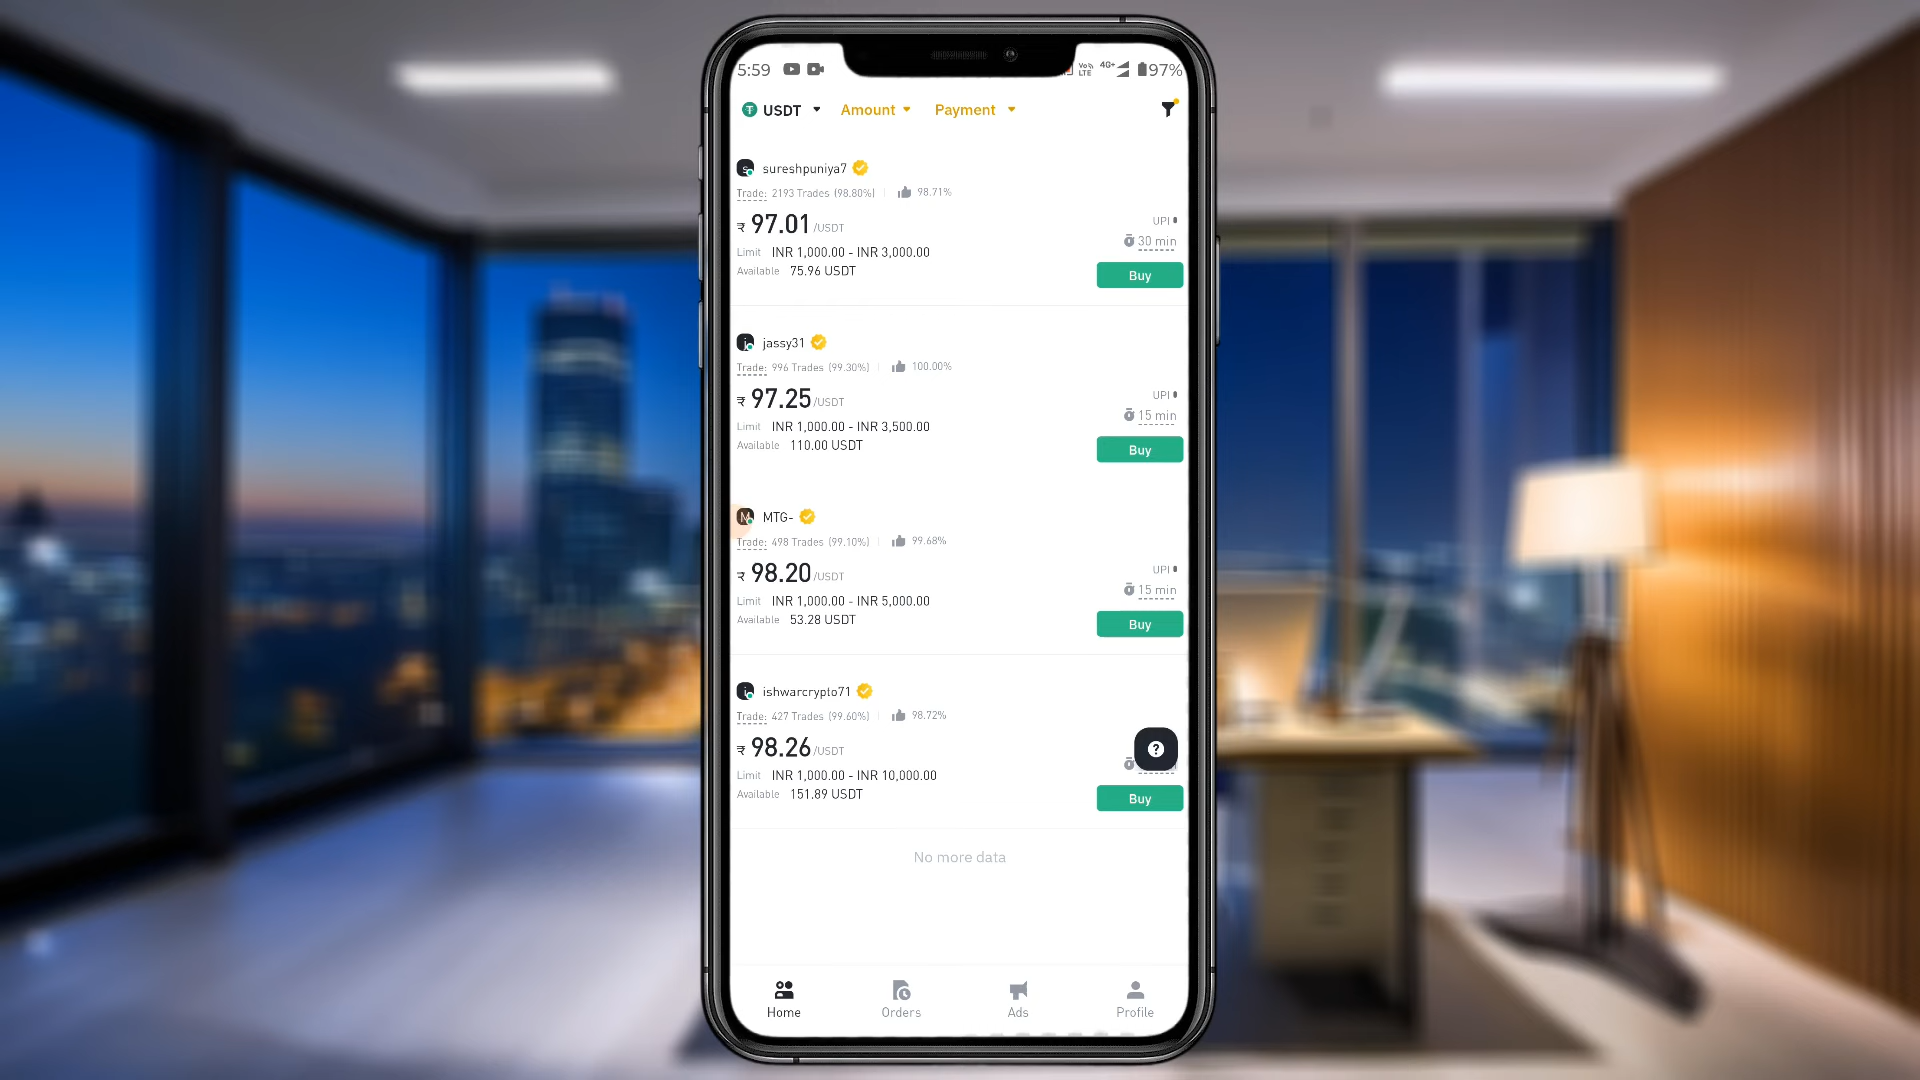 5:59 Vo LTE 4G+ 97%
USDT Amount Payment
s sureshpuniya7
Trade: 2193 Trades (98.80%) 98.71%
₹ 97.01 /USDT
UPI
Limit INR 1,000.00 - INR 3,000.00
30 min
Available 75.96 USDT
Buy
j jassy31
Trade: 996 Trades (99.30%) 100.00%
₹ 97.25 /USDT
UPI
Limit INR 1,000.00 - INR 3,500.00
15 min
Available 110.00 USDT
Buy
M MTG-
Trade: 498 Trades (99.10%) 99.68%
₹ 98.20 /USDT
UPI
Limit INR 1,000.00 - INR 5,000.00
15 min
Available 53.28 USDT
Buy
i ishwarcrypto71
Trade: 427 Trades (99.60%) 98.72%
₹ 98.26 /USDT
?
Limit INR 1,000.00 - INR 10,000.00
Available 151.89 USDT
Buy
No more data
Home Orders Ads Profile